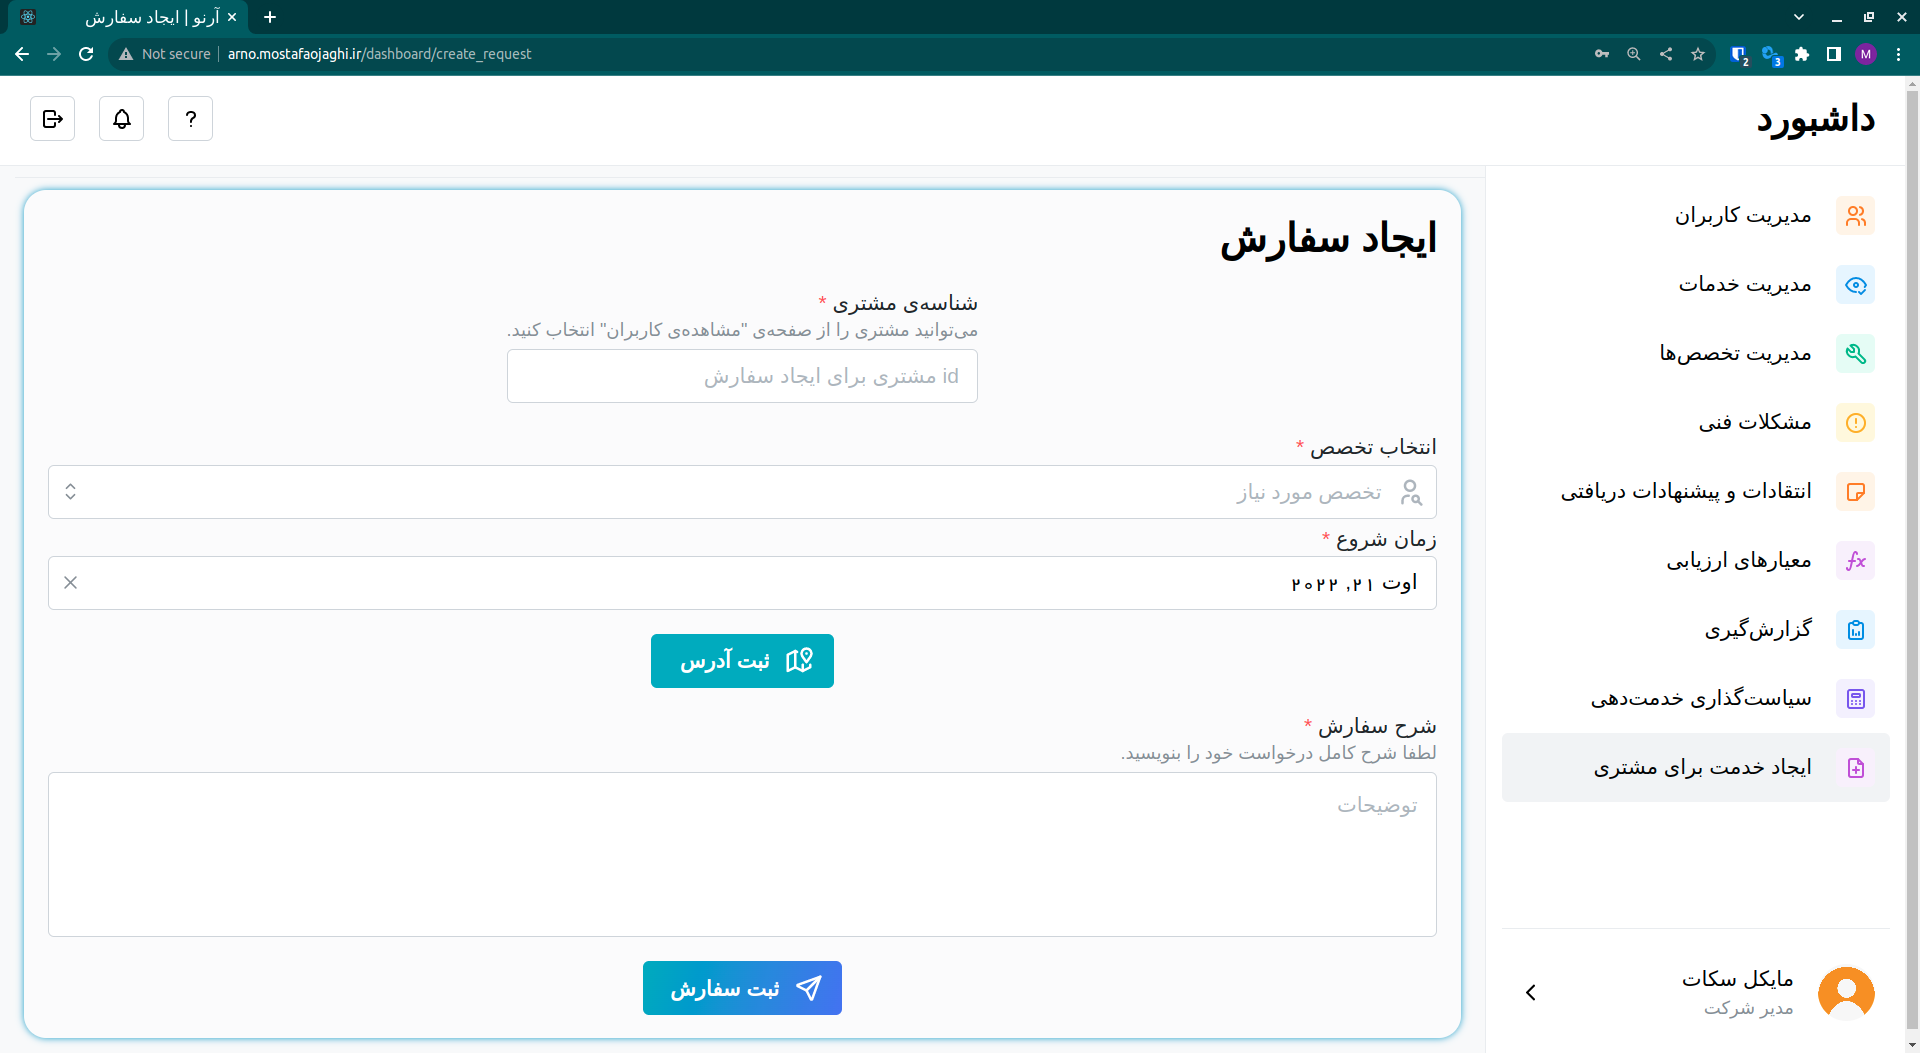 آرنو | ایجاد سفارش
Not secure
arno.mostafaojaghi.ir/dashboard/create_request
2
3
M
داشبورد
?
مدیریت کاربران
مدیریت خدمات
مدیریت تخصص‌ها
مشکلات فنی
انتقادات و پیشنهادات دریافتی
معیارهای ارزیابی
گزارش‌گیری
سیاست‌گذاری خدمت‌دهی
ایجاد خدمت برای مشتری
مایکل سکات
مدیر شرکت
ایجاد سفارش
شناسه‌ی مشتری *
می‌توانید مشتری را از صفحه‌ی "مشاهده‌ی کاربران" انتخاب کنید.
id مشتری برای ایجاد سفارش
انتخاب تخصص *
تخصص مورد نیاز
زمان شروع *
اوت ۲۱, ۲۰۲۲
ثبت آدرس
شرح سفارش *
لطفا شرح کامل درخواست خود را بنویسید.
توضیحات
ثبت سفارش